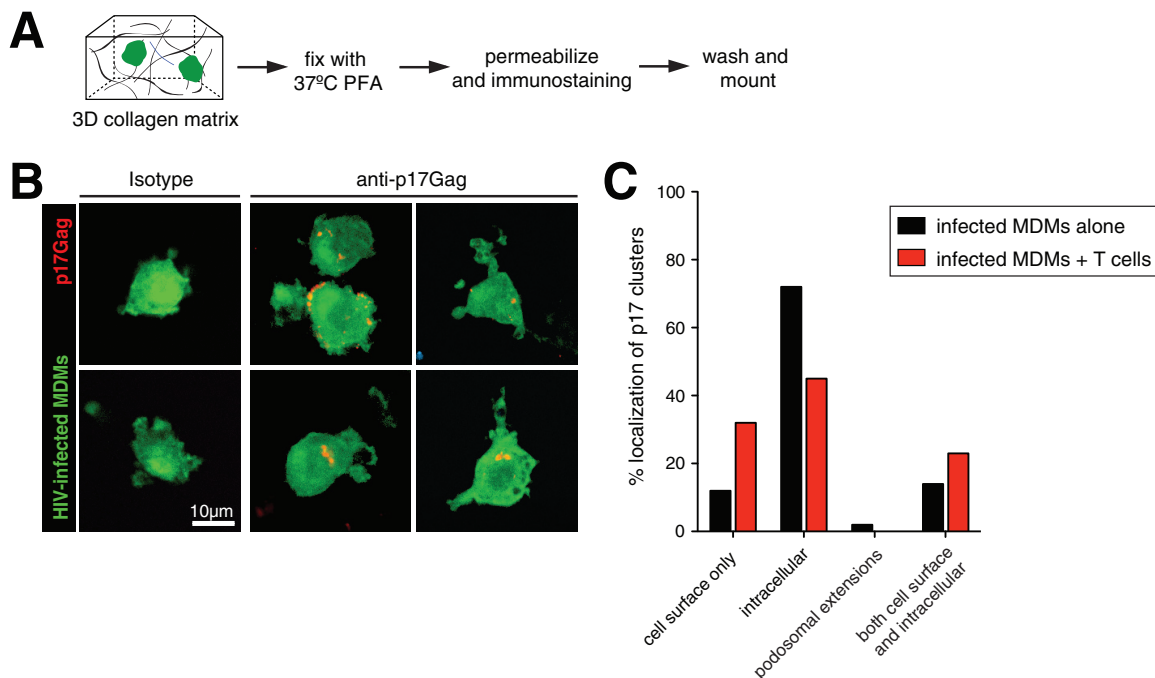 A
3D collagen matrix
fix with
37ºC PFA
permeabilize
and immunostaining
wash and
mount
B
Isotype
anti-p17Gag
p17Gag
HIV-infected MDMs
10µm
C
% localization of p17 clusters
100
80
60
40
20
0
infected MDMs alone
infected MDMs + T cells
cell surface only
intracellular
podosomal extensions
both cell surface
and intracellular